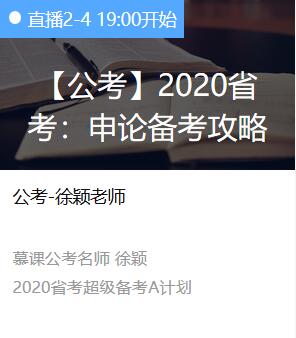 直播2-4 19:00开始
【公考】2020省
考：申论备考攻略
公考-徐颖老师
慕课公考名师 徐颖
2020省考超级备考A计划